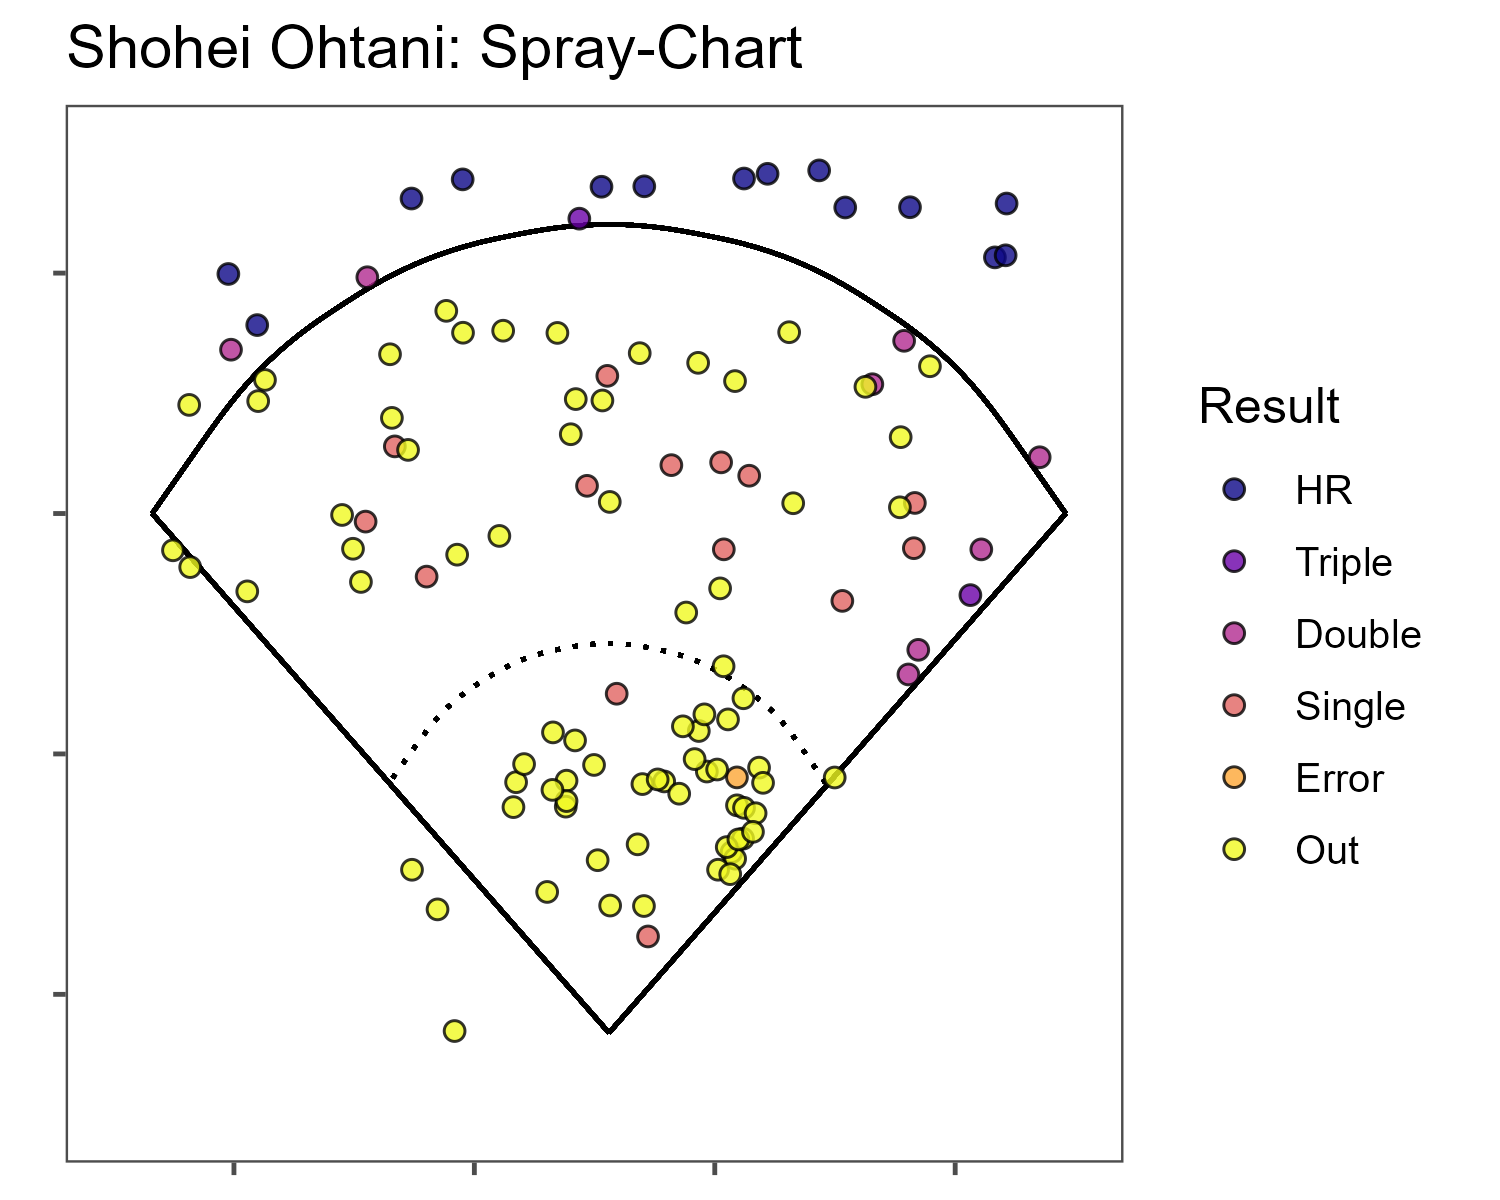 Shohei Ohtani: Spray-Chart
Result
HR
Triple
Double
Single
Error
Out